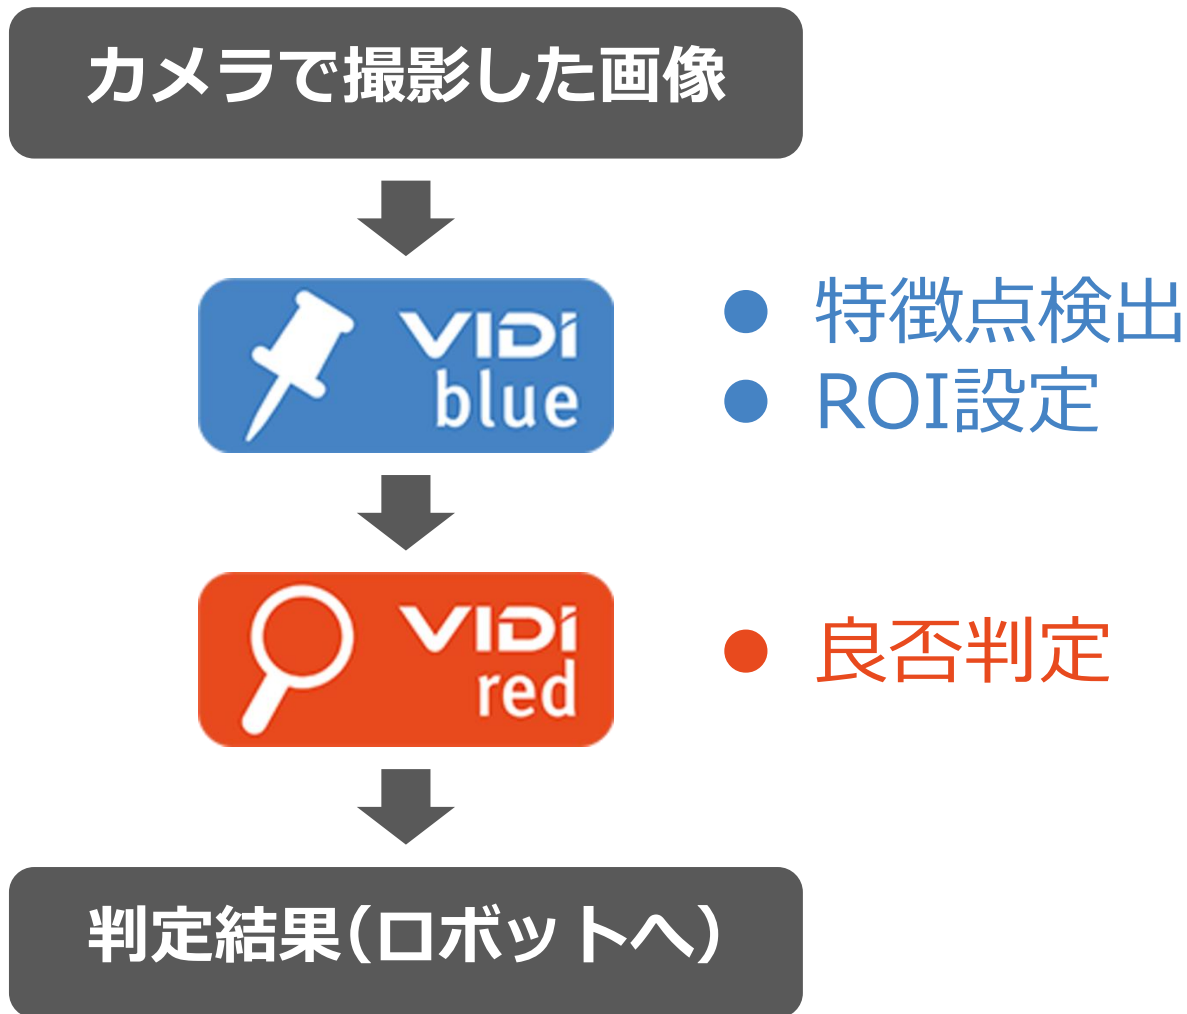 カメラで撮影した画像
VIDI
blue
● 特徴点検出
● ROI設定
VIDI
red
● 良否判定
判定結果(ロボットへ)